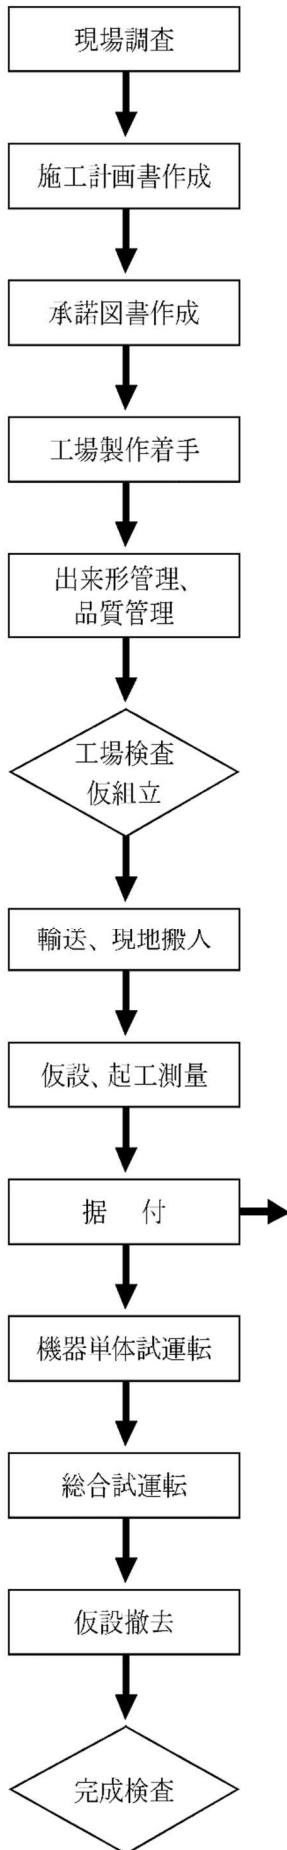 現場調査
施工計画書作成
承諾図書作成
工場製作着手
出来形管理、
品質管理
工場検査
仮組立
輸送、現地搬人
仮設、起工測量
据　付
機器単体試運転
総合試運転
仮設撤去
完成検査